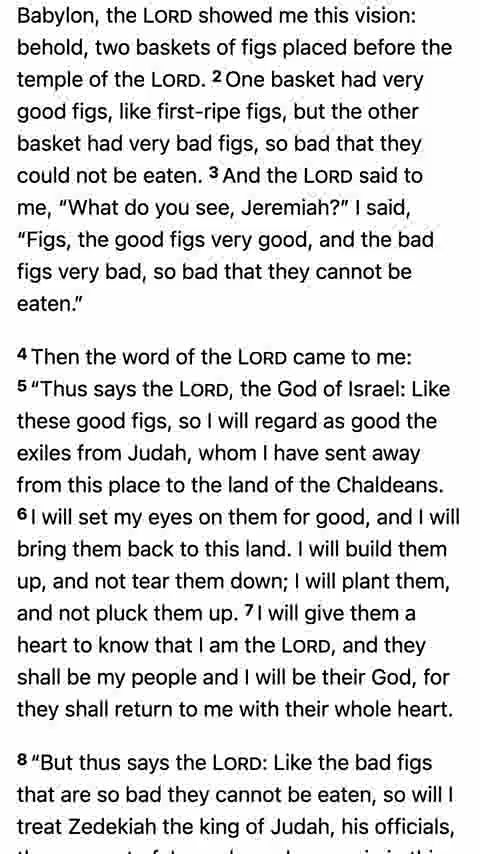 Babylon, the LORD showed me this vision:
behold, two baskets of figs placed before the
temple of the LORD. 2 One basket had very
good figs, like first-ripe figs, but the other
basket had very bad figs, so bad that they
could not be eaten. 3 And the LORD said to
me, “What do you see, Jeremiah?” I said,
“Figs, the good figs very good, and the bad
figs very bad, so bad that they cannot be
eaten.”
4 Then the word of the LORD came to me:
5 “Thus says the LORD, the God of Israel: Like
these good figs, so I will regard as good the
exiles from Judah, whom I have sent away
from this place to the land of the Chaldeans.
6 I will set my eyes on them for good, and I will
bring them back to this land. I will build them
up, and not tear them down; I will plant them,
and not pluck them up. 7 I will give them a
heart to know that I am the LORD, and they
shall be my people and I will be their God, for
they shall return to me with their whole heart.
8 “But thus says the LORD: Like the bad figs
that are so bad they cannot be eaten, so will I
treat Zedekiah the king of Judah, his officials,